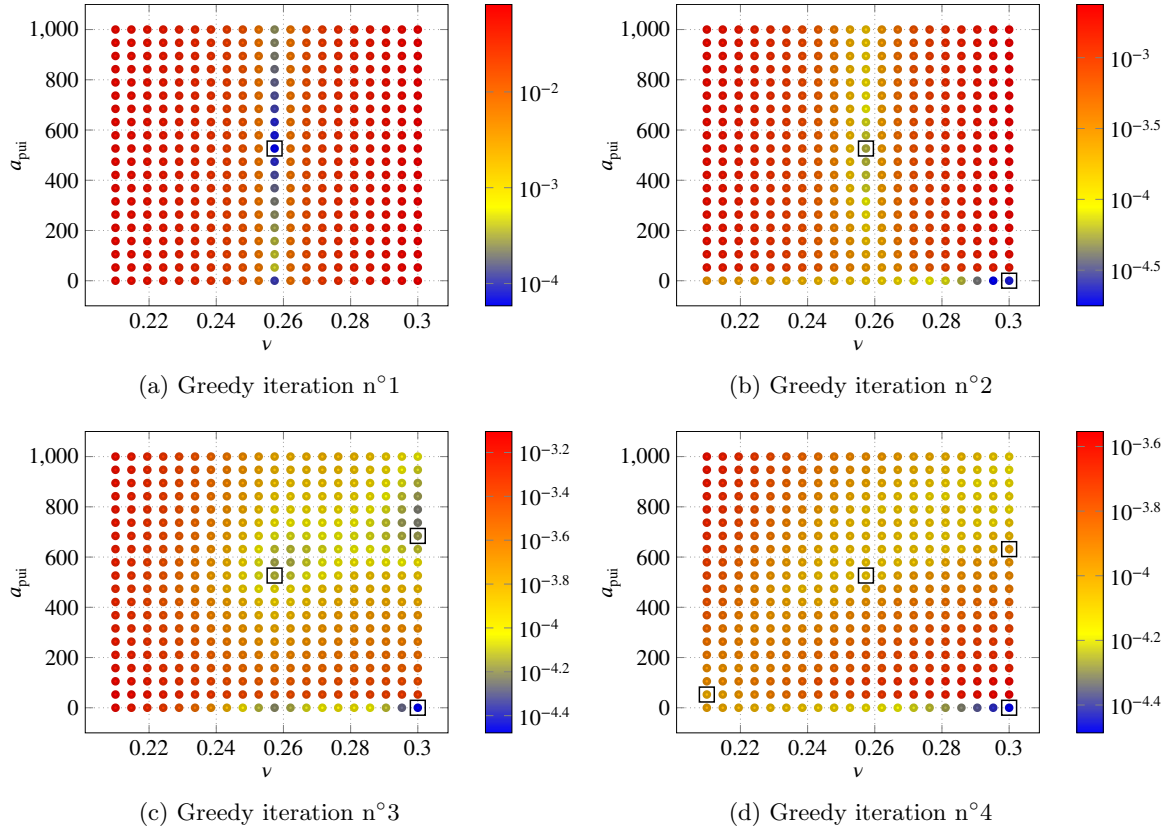 1,000
800
600
400
200
0
a_pui
0.22 0.24 0.26 0.28 0.3
ν
10^−2
10^−3
10^−4
(a) Greedy iteration n°1
1,000
800
600
400
200
0
a_pui
0.22 0.24 0.26 0.28 0.3
ν
10^−3
10^−3.5
10^−4
10^−4.5
(b) Greedy iteration n°2
1,000
800
600
400
200
0
a_pui
0.22 0.24 0.26 0.28 0.3
ν
10^−3.2
10^−3.4
10^−3.6
10^−3.8
10^−4
10^−4.2
10^−4.4
(c) Greedy iteration n°3
1,000
800
600
400
200
0
a_pui
0.22 0.24 0.26 0.28 0.3
ν
10^−3.6
10^−3.8
10^−4
10^−4.2
10^−4.4
(d) Greedy iteration n°4